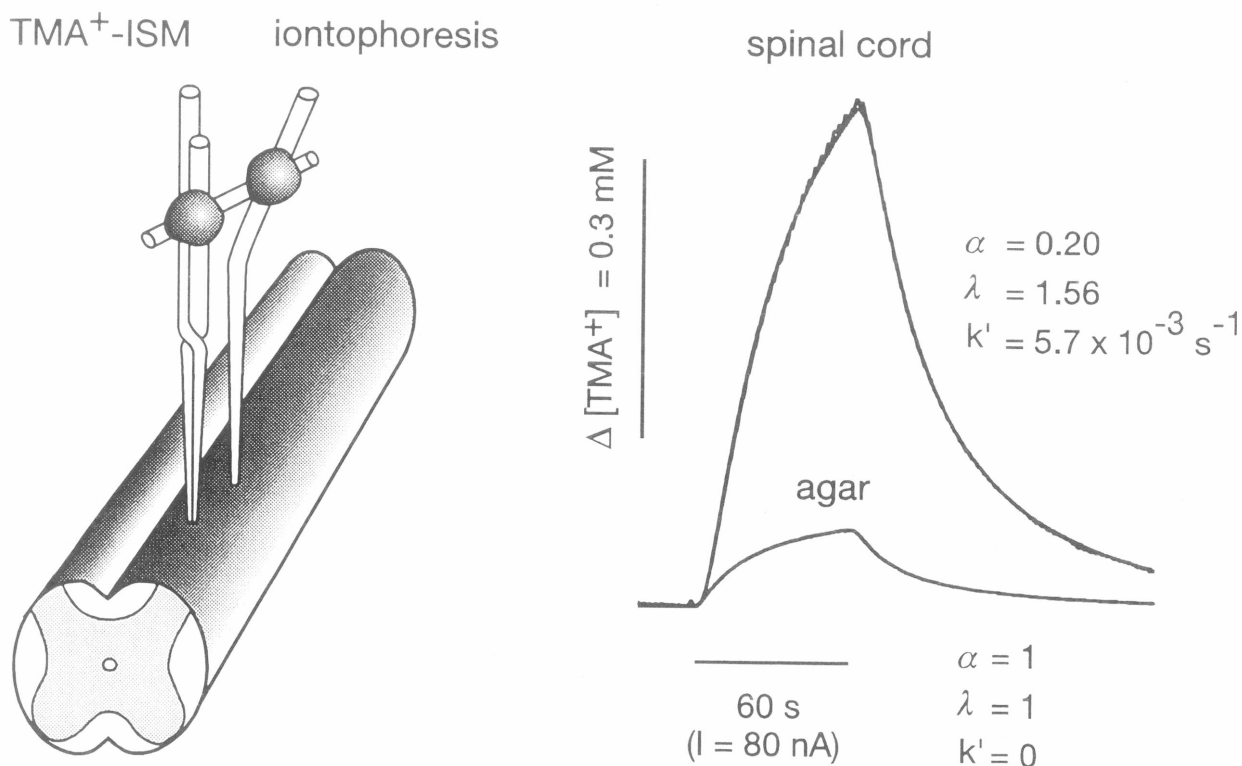 TMA⁺-ISM
iontophoresis
spinal cord
Δ [TMA⁺] = 0.3 mM
α = 0.20
λ = 1.56
k' = 5.7 x 10⁻³ s⁻¹
agar
60 s
(I = 80 nA)
α = 1
λ = 1
k' = 0